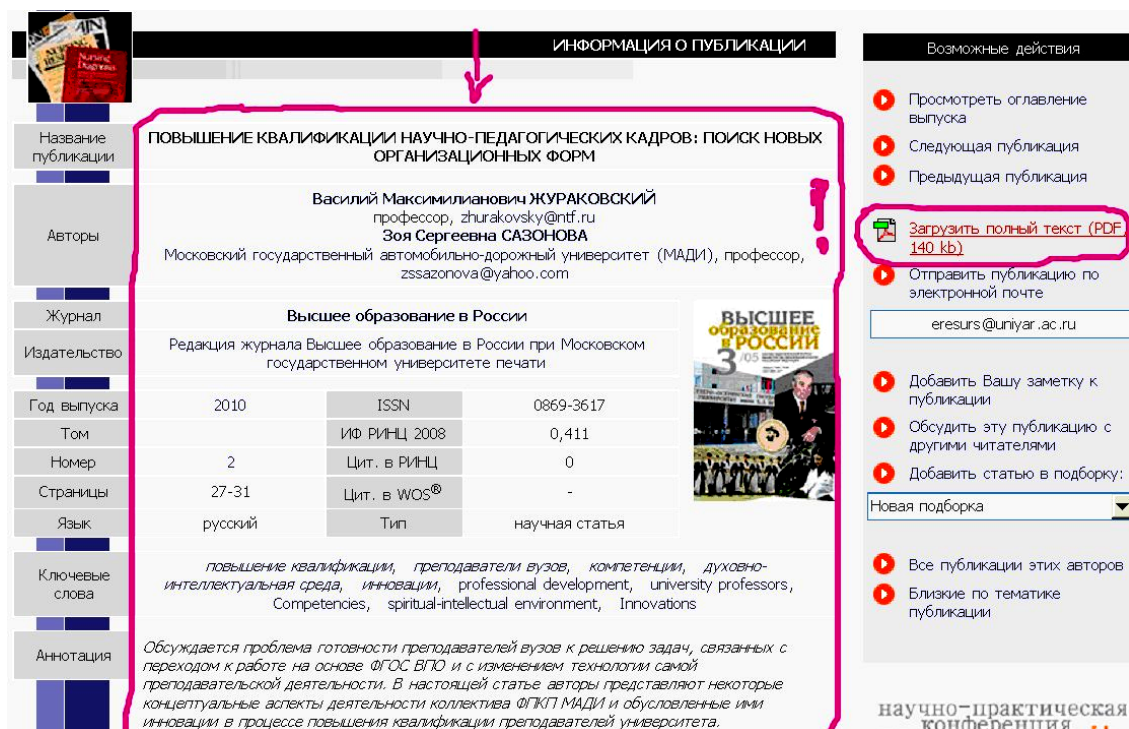 ИНФОРМАЦИЯ О ПУБЛИКАЦИИ
Название публикации
ПОВЫШЕНИЕ КВАЛИФИКАЦИИ НАУЧНО-ПЕДАГОГИЧЕСКИХ КАДРОВ: ПОИСК НОВЫХ
ОРГАНИЗАЦИОННЫХ ФОРМ
Авторы
Василий Максимилианович ЖУРАКОВСКИЙ
профессор, zhurakovsky@ntf.ru
Зоя Сергеевна САЗОНОВА
Московский государственный автомобильно-дорожный университет (МАДИ), профессор,
zssazonova@yahoo.com
Журнал
Высшее образование в России
Издательство
Редакция журнала Высшее образование в России при Московском
государственном университете печати
Год выпуска 2010 ISSN 0869-3617
Том ИФ РИНЦ 2008 0,411
Номер 2 Цит. в РИНЦ 0
Страницы 27-31 Цит. в WOS® -
Язык русский Тип научная статья
Ключевые слова
повышение квалификации, преподаватели вузов, компетенции, духовно-
интеллектуальная среда, инновации, professional development, university professors,
Competencies, spiritual-intellectual environment, Innovations
Аннотация
Обсуждается проблема готовности преподавателей вузов к решению задач, связанных с
переходом к работе на основе ФГОС ВПО и с изменением технологии самой
преподавательской деятельности. В настоящей статье авторы представляют некоторые
концептуальные аспекты деятельности коллектива ФПКП МАДИ и обусловленные ими
инновации в процессе повышения квалификации преподавателей университета.
ВЫСШЕЕ
образование
в РОССИИ
3/05
!
Nursing
Diagnosis
Возможные действия
Просмотреть оглавление
выпуска
Следующая публикация
Предыдущая публикация
Загрузить полный текст (PDF,
140 kb)
Отправить публикацию по
электронной почте
eresurs@uniyar.ac.ru
Добавить Вашу заметку к
публикации
Обсудить эту публикацию с
другими читателями
Добавить статью в подборку:
Новая подборка
Все публикации этих авторов
Близкие по тематике
публикации
научно-практическая
конференция